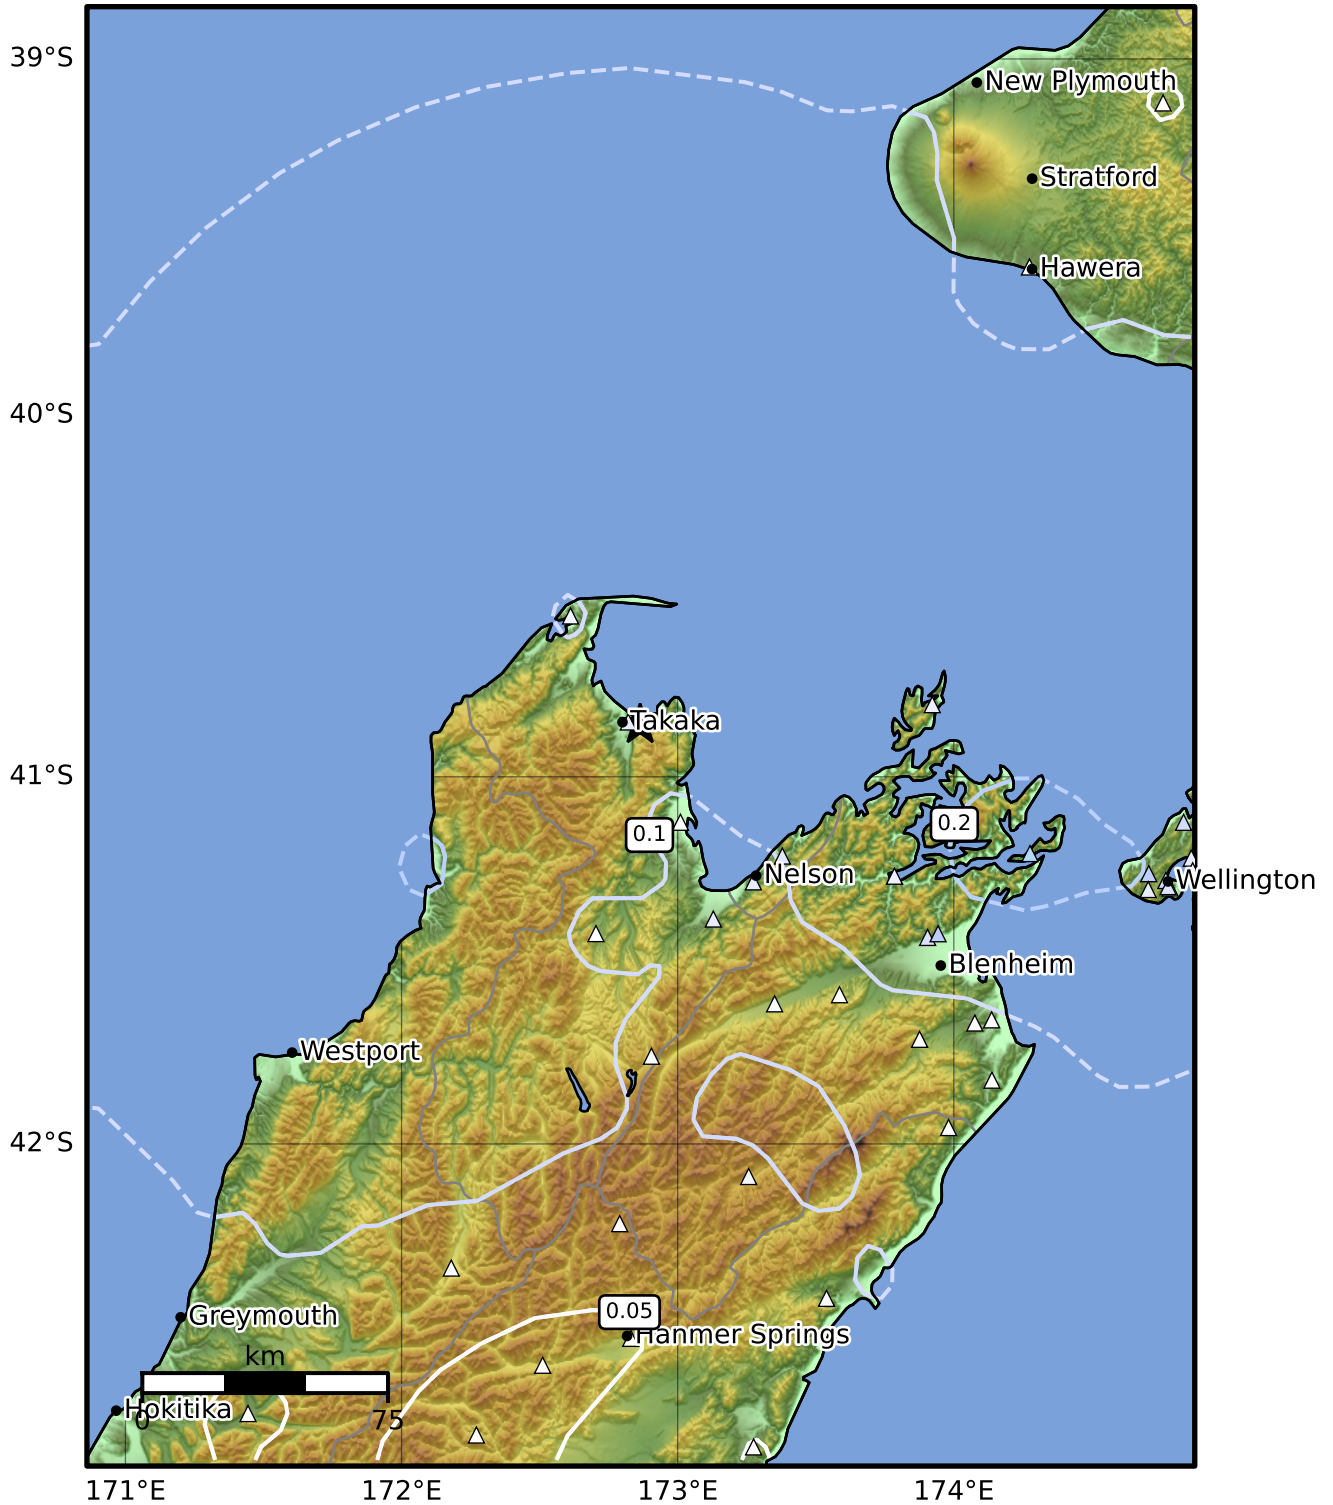 39°S
New Plymouth
Stratford
Hawera
40°S
Takaka
41°S
0.1
0.2
Nelson
Wellington
Blenheim
Westport
42°S
0.05
Greymouth
Hanmer Springs
km
Hokitika
0
75
171°E
172°E
173°E
174°E